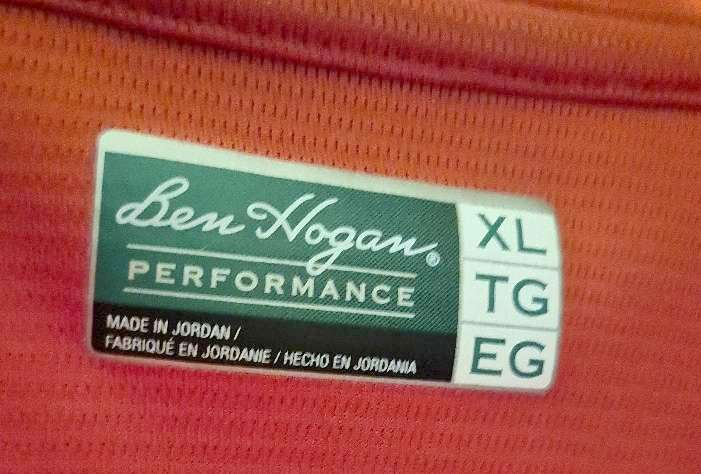 Ben Hogan®
PERFORMANCE
MADE IN JORDAN /
FABRIQUÉ EN JORDANIE / HECHO EN JORDANIA
XL
TG
EG